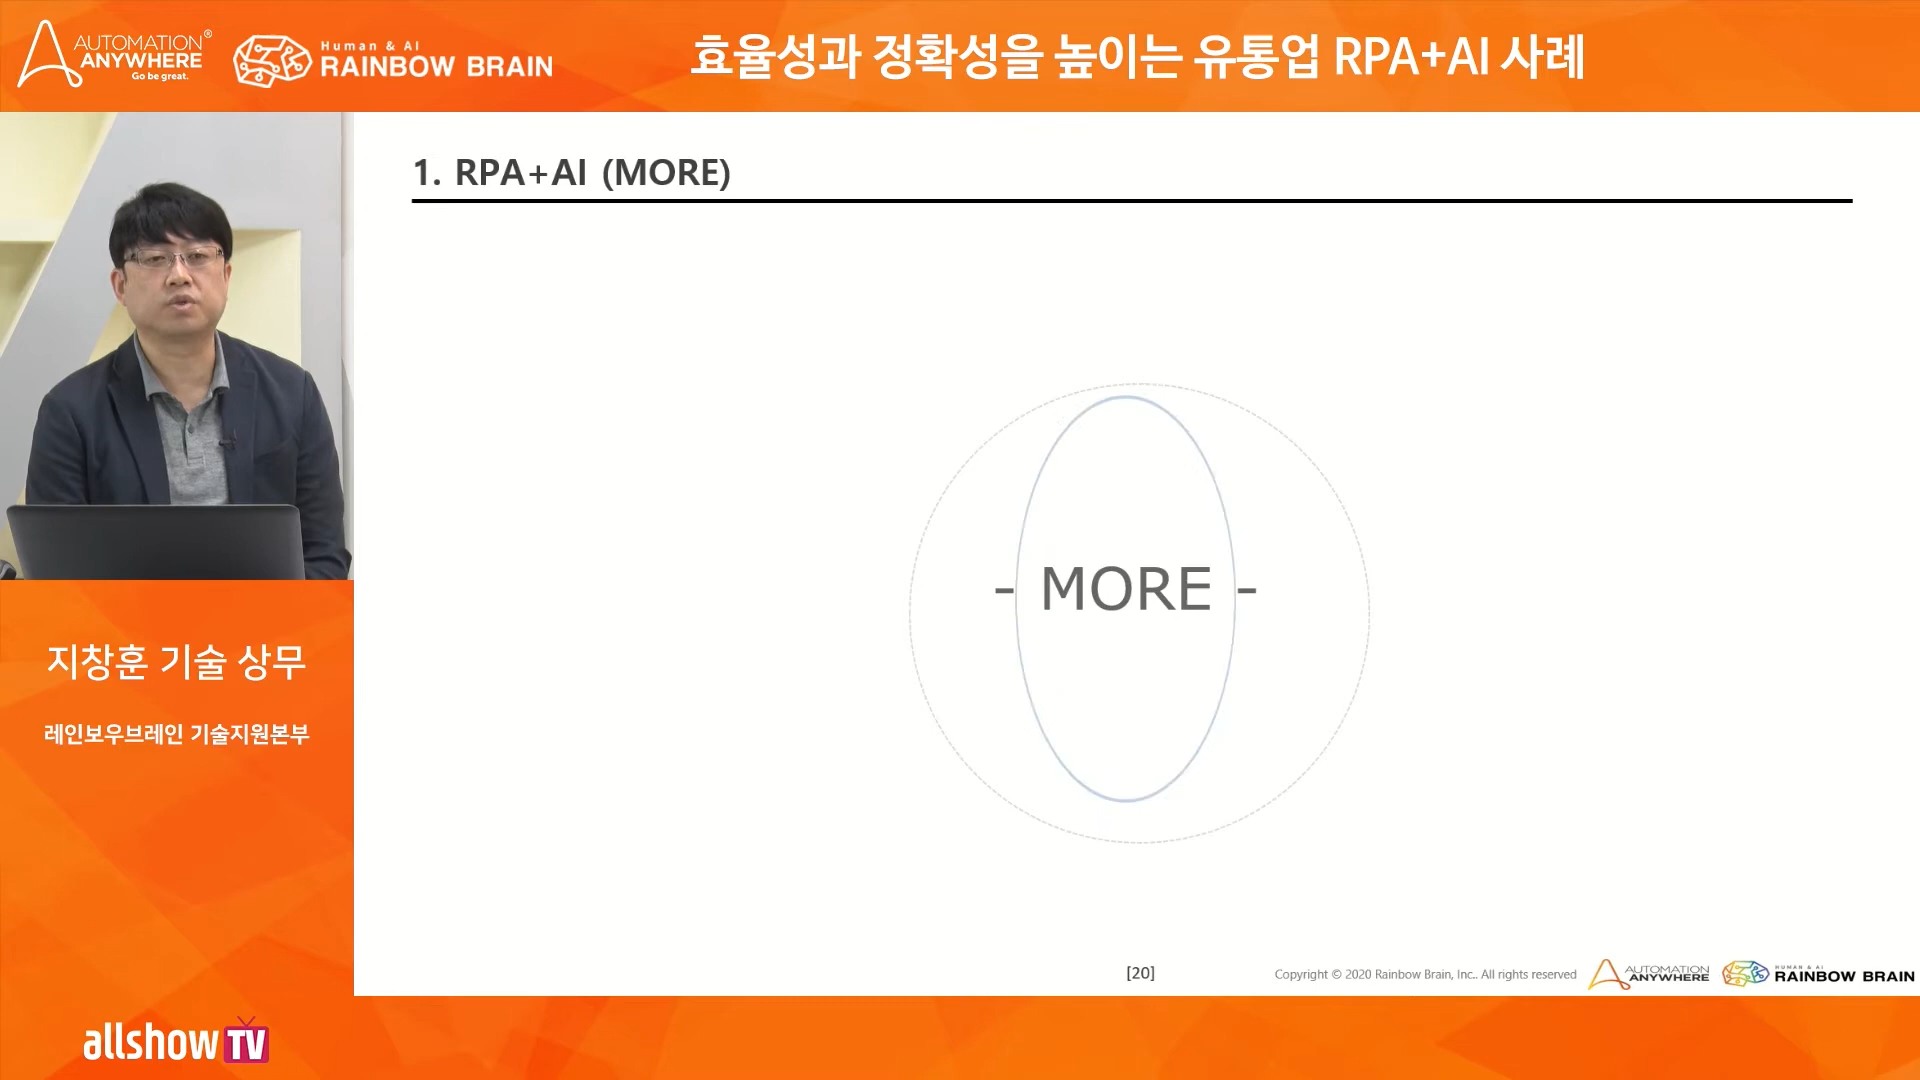 AUTOMATION ANYWHERE®
Go be great.
Human & AI
RAINBOW BRAIN
효율성과 정확성을 높이는 유통업 RPA+AI 사례
1. RPA+AI (MORE)
- MORE -
지창훈 기술 상무
레인보우브레인 기술지원본부
[20]
Copyright © 2020 Rainbow Brain, Inc.. All rights reserved
AUTOMATION ANYWHERE
HUMAN & AI
RAINBOW BRAIN
allshow TV